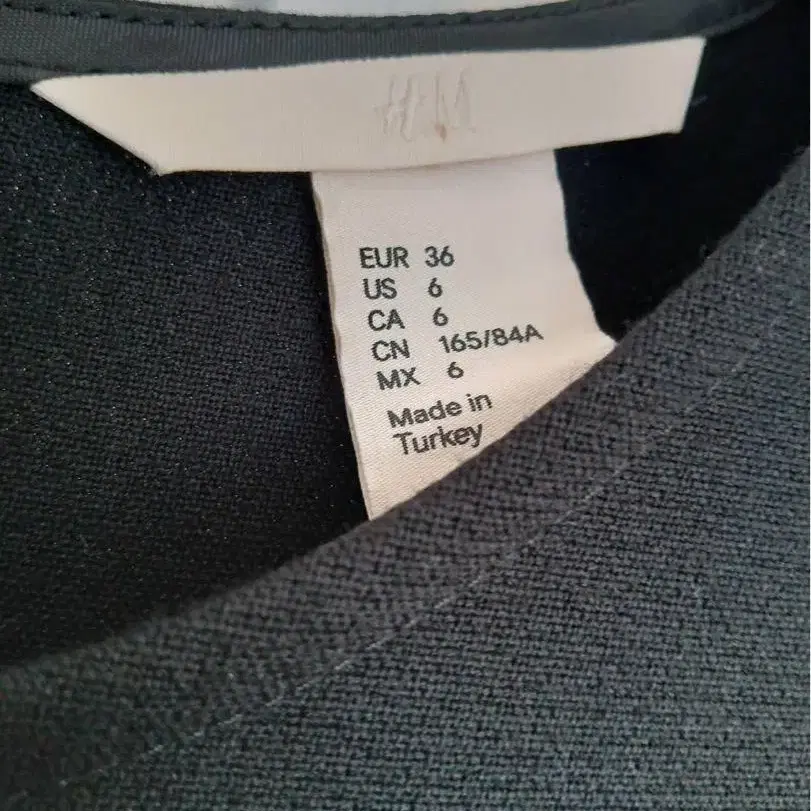 H&M
EUR 36
US 6
CA 6
CN 165/84A
MX 6
Made in
Turkey